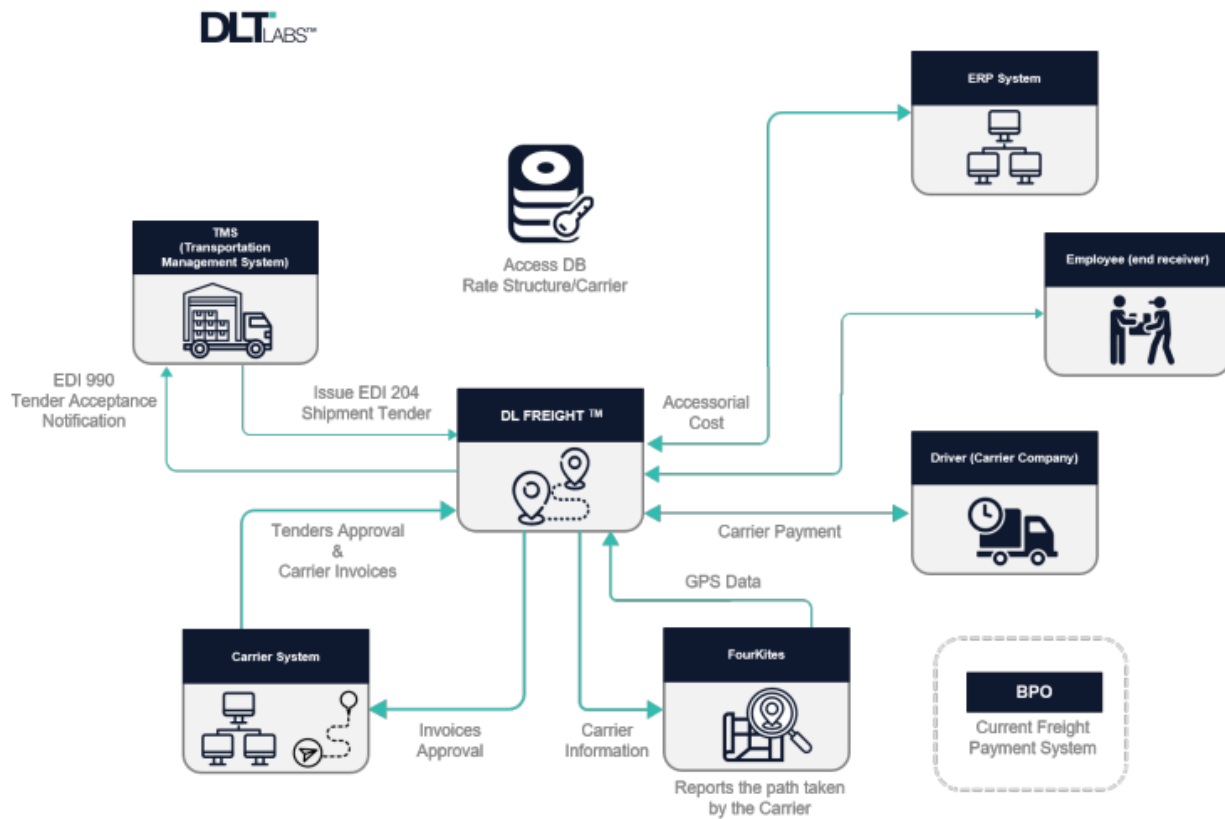 DLT LABS™
ERP System
Access DB
Rate Structure/Carrier
TMS
(Transportation
Management System)
Employee (end receiver)
EDI 990
Tender Acceptance
Notification
Issue EDI 204
Shipment Tender
DL FREIGHT ™
Accessorial
Cost
Driver (Carrier Company)
Tenders Approval
&
Carrier Invoices
Carrier Payment
GPS Data
Carrier System
FourKites
BPO
Current Freight
Payment System
Invoices
Approval
Carrier
Information
Reports the path taken
by the Carrier